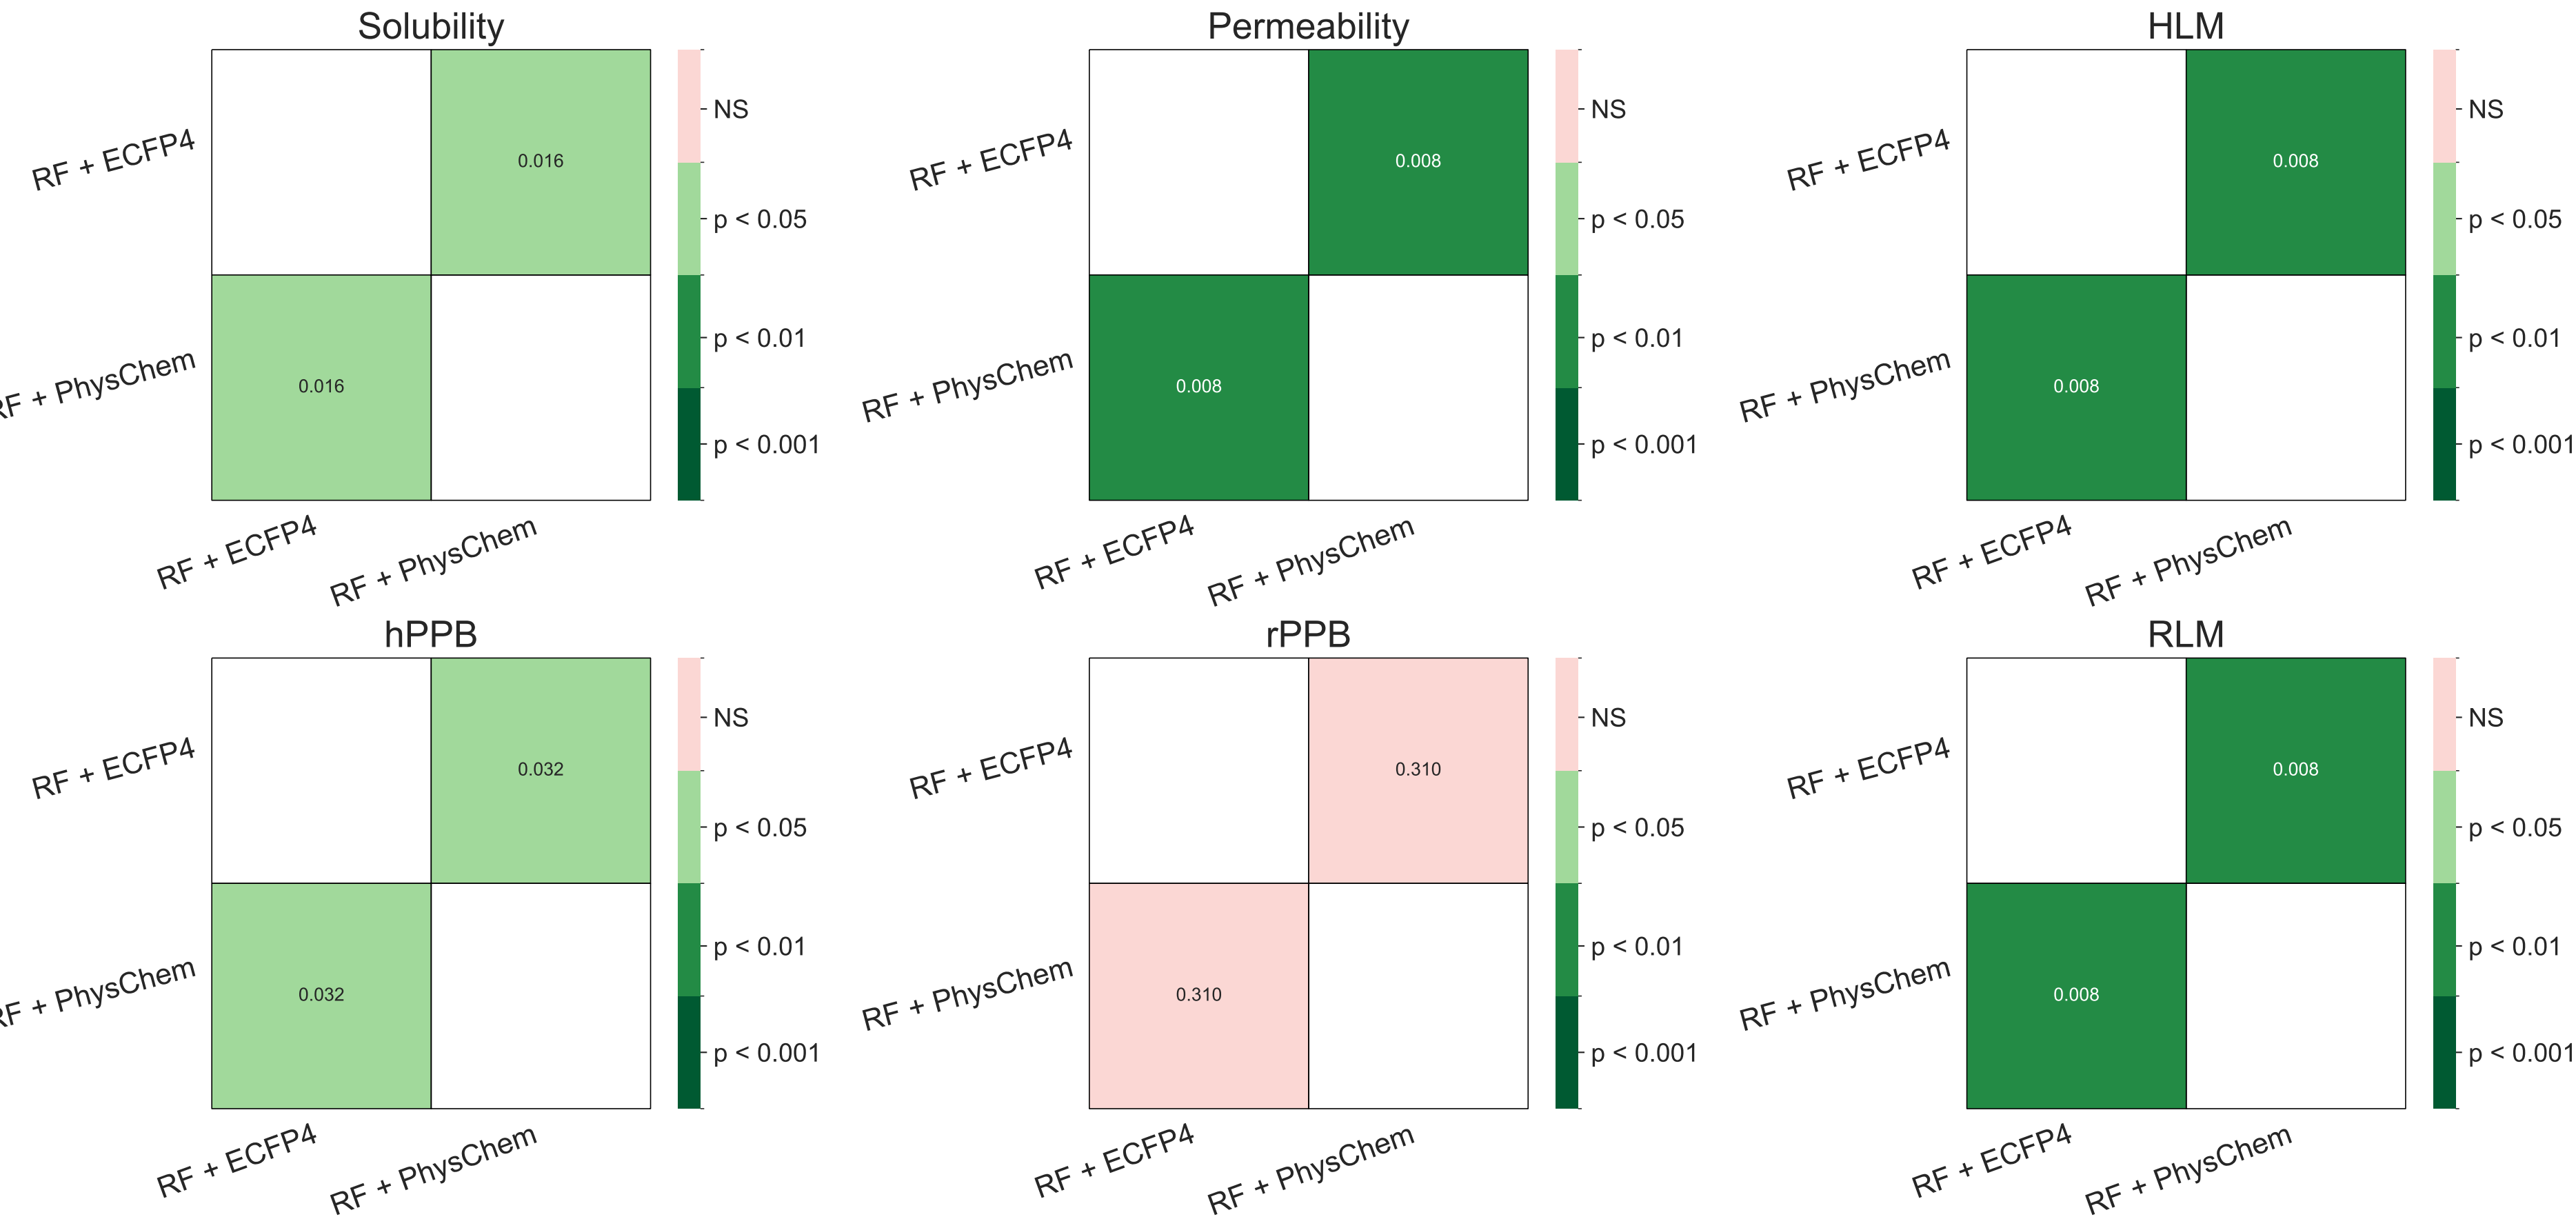 Solubility
RF + ECFP4
RF + PhysChem
0.016
0.016
RF + ECFP4
RF + PhysChem
NS
p < 0.05
p < 0.01
p < 0.001
Permeability
RF + ECFP4
RF + PhysChem
0.008
0.008
RF + ECFP4
RF + PhysChem
NS
p < 0.05
p < 0.01
p < 0.001
HLM
RF + ECFP4
RF + PhysChem
0.008
0.008
RF + ECFP4
RF + PhysChem
NS
p < 0.05
p < 0.01
p < 0.001
hPPB
RF + ECFP4
RF + PhysChem
0.032
0.032
RF + ECFP4
RF + PhysChem
NS
p < 0.05
p < 0.01
p < 0.001
rPPB
RF + ECFP4
RF + PhysChem
0.310
0.310
RF + ECFP4
RF + PhysChem
NS
p < 0.05
p < 0.01
p < 0.001
RLM
RF + ECFP4
RF + PhysChem
0.008
0.008
RF + ECFP4
RF + PhysChem
NS
p < 0.05
p < 0.01
p < 0.001